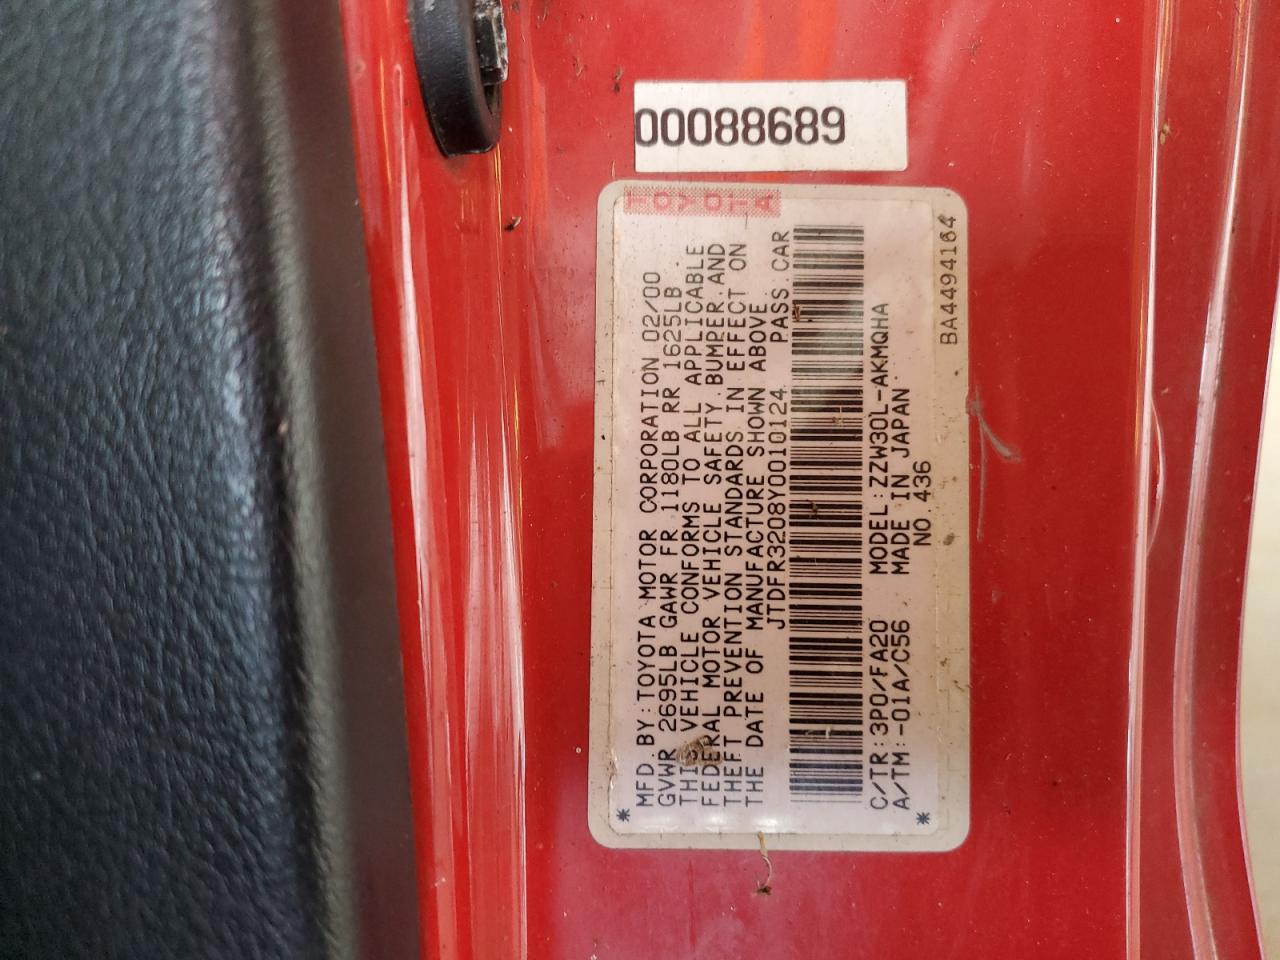 00088689
TOYOTA
MFD. BY: TOYOTA MOTOR CORPORATION 02/00
GVWR 2695LB GAWR FR 1180LB RR 1625LB
THIS VEHICLE CONFORMS TO ALL APPLICABLE
FEDERAL MOTOR VEHICLE SAFETY, BUMPER, AND
THEFT PREVENTION STANDARDS IN EFFECT ON
THE DATE OF MANUFACTURE SHOWN ABOVE.
JTDFR3208Y0010124 PASS. CAR
C/TR: 3P0/FA20 MODEL: ZZW30L-AKMQHA
A/TM: -01A/C56 MADE IN JAPAN
* NO. 436 *
BA4494164